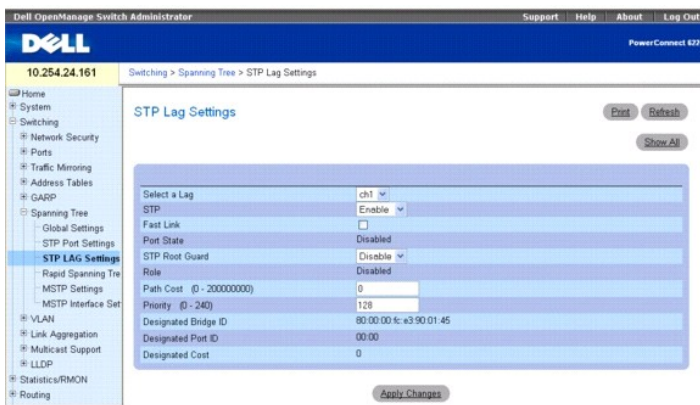 Dell OpenManage Switch Administrator
Support Help About Log Out
DELL
PowerConnect 622
10.254.24.161
Switching > Spanning Tree > STP Lag Settings
Home
System
Switching
Network Security
Ports
Traffic Mirroring
Address Tables
GARP
Spanning Tree
Global Settings
STP Port Settings
STP LAG Settings
Rapid Spanning Tre
MSTP Settings
MSTP Interface Set
VLAN
Link Aggregation
Multicast Support
LLDP
Statistics/RMON
Routing
STP Lag Settings
Print Refresh
Show All
Select a Lag ch1
STP Enable
Fast Link
Port State Disabled
STP Root Guard Disable
Role Disabled
Path Cost (0 - 200000000) 0
Priority (0 - 240) 128
Designated Bridge ID 80:00:00:fc:e3:90:01:45
Designated Port ID 00:00
Designated Cost 0
Apply Changes